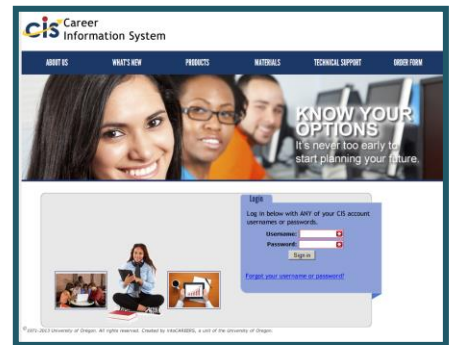 cis Career
Information System
ABOUT US WHAT'S NEW PRODUCTS MATERIALS TECHNICAL SUPPORT ORDER FORM
KNOW YOUR
OPTIONS
It's never too early to
start planning your future.
Login
Log in below with ANY of your CIS account
usernames or passwords.
Username:
Password:
Sign in
Forgot your username or password?
©1971-2013 University of Oregon. All rights reserved. Created by intoCAREERS, a unit of the University of Oregon.